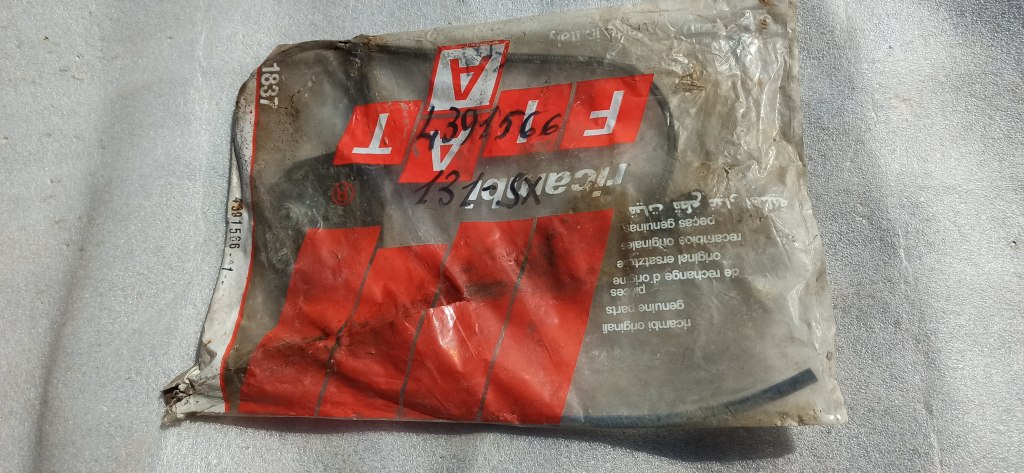 1837
FIAT
4391566
ricambi
131-SX
4391566-1
ricambi originali
genuine parts
pièces
de rechange d'origine
original ersatzteile
recambios originales
peças genuinas